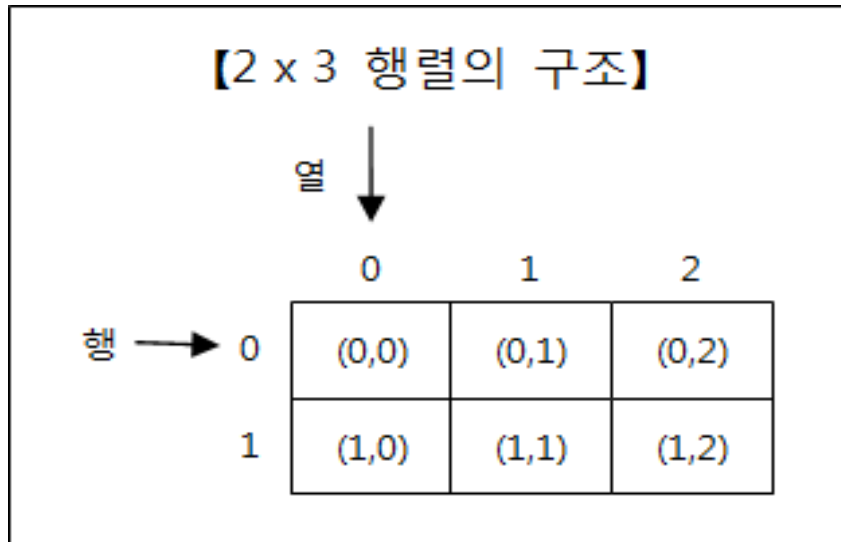 【2 x 3 행렬의 구조】
열
0 1 2
행 0 (0,0) (0,1) (0,2)
1 (1,0) (1,1) (1,2)